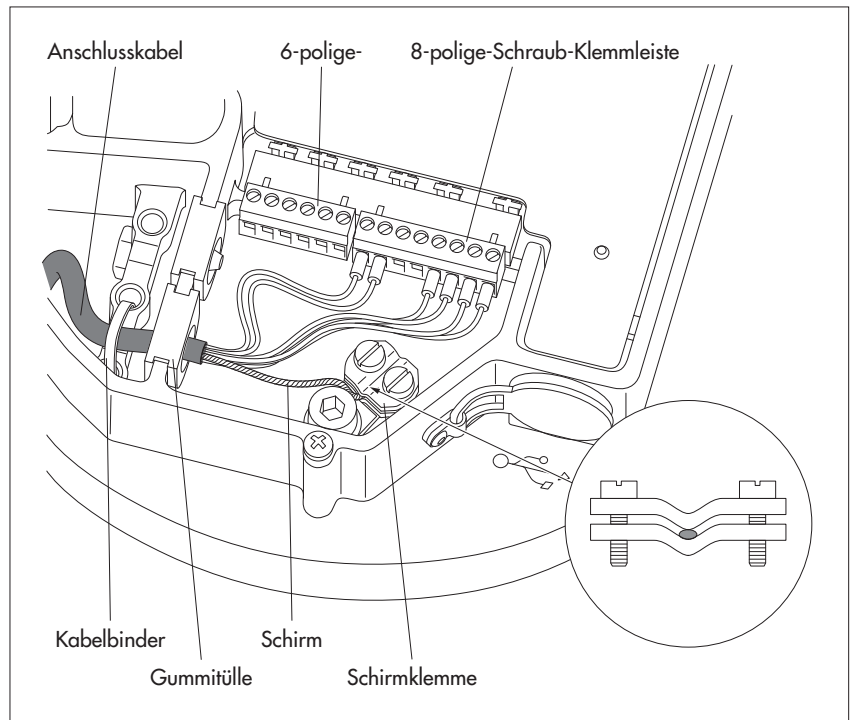 Anschlusskabel 6-polige- 8-polige-Schraub-Klemmleiste
Kabelbinder Schirm
Gummitülle Schirmklemme